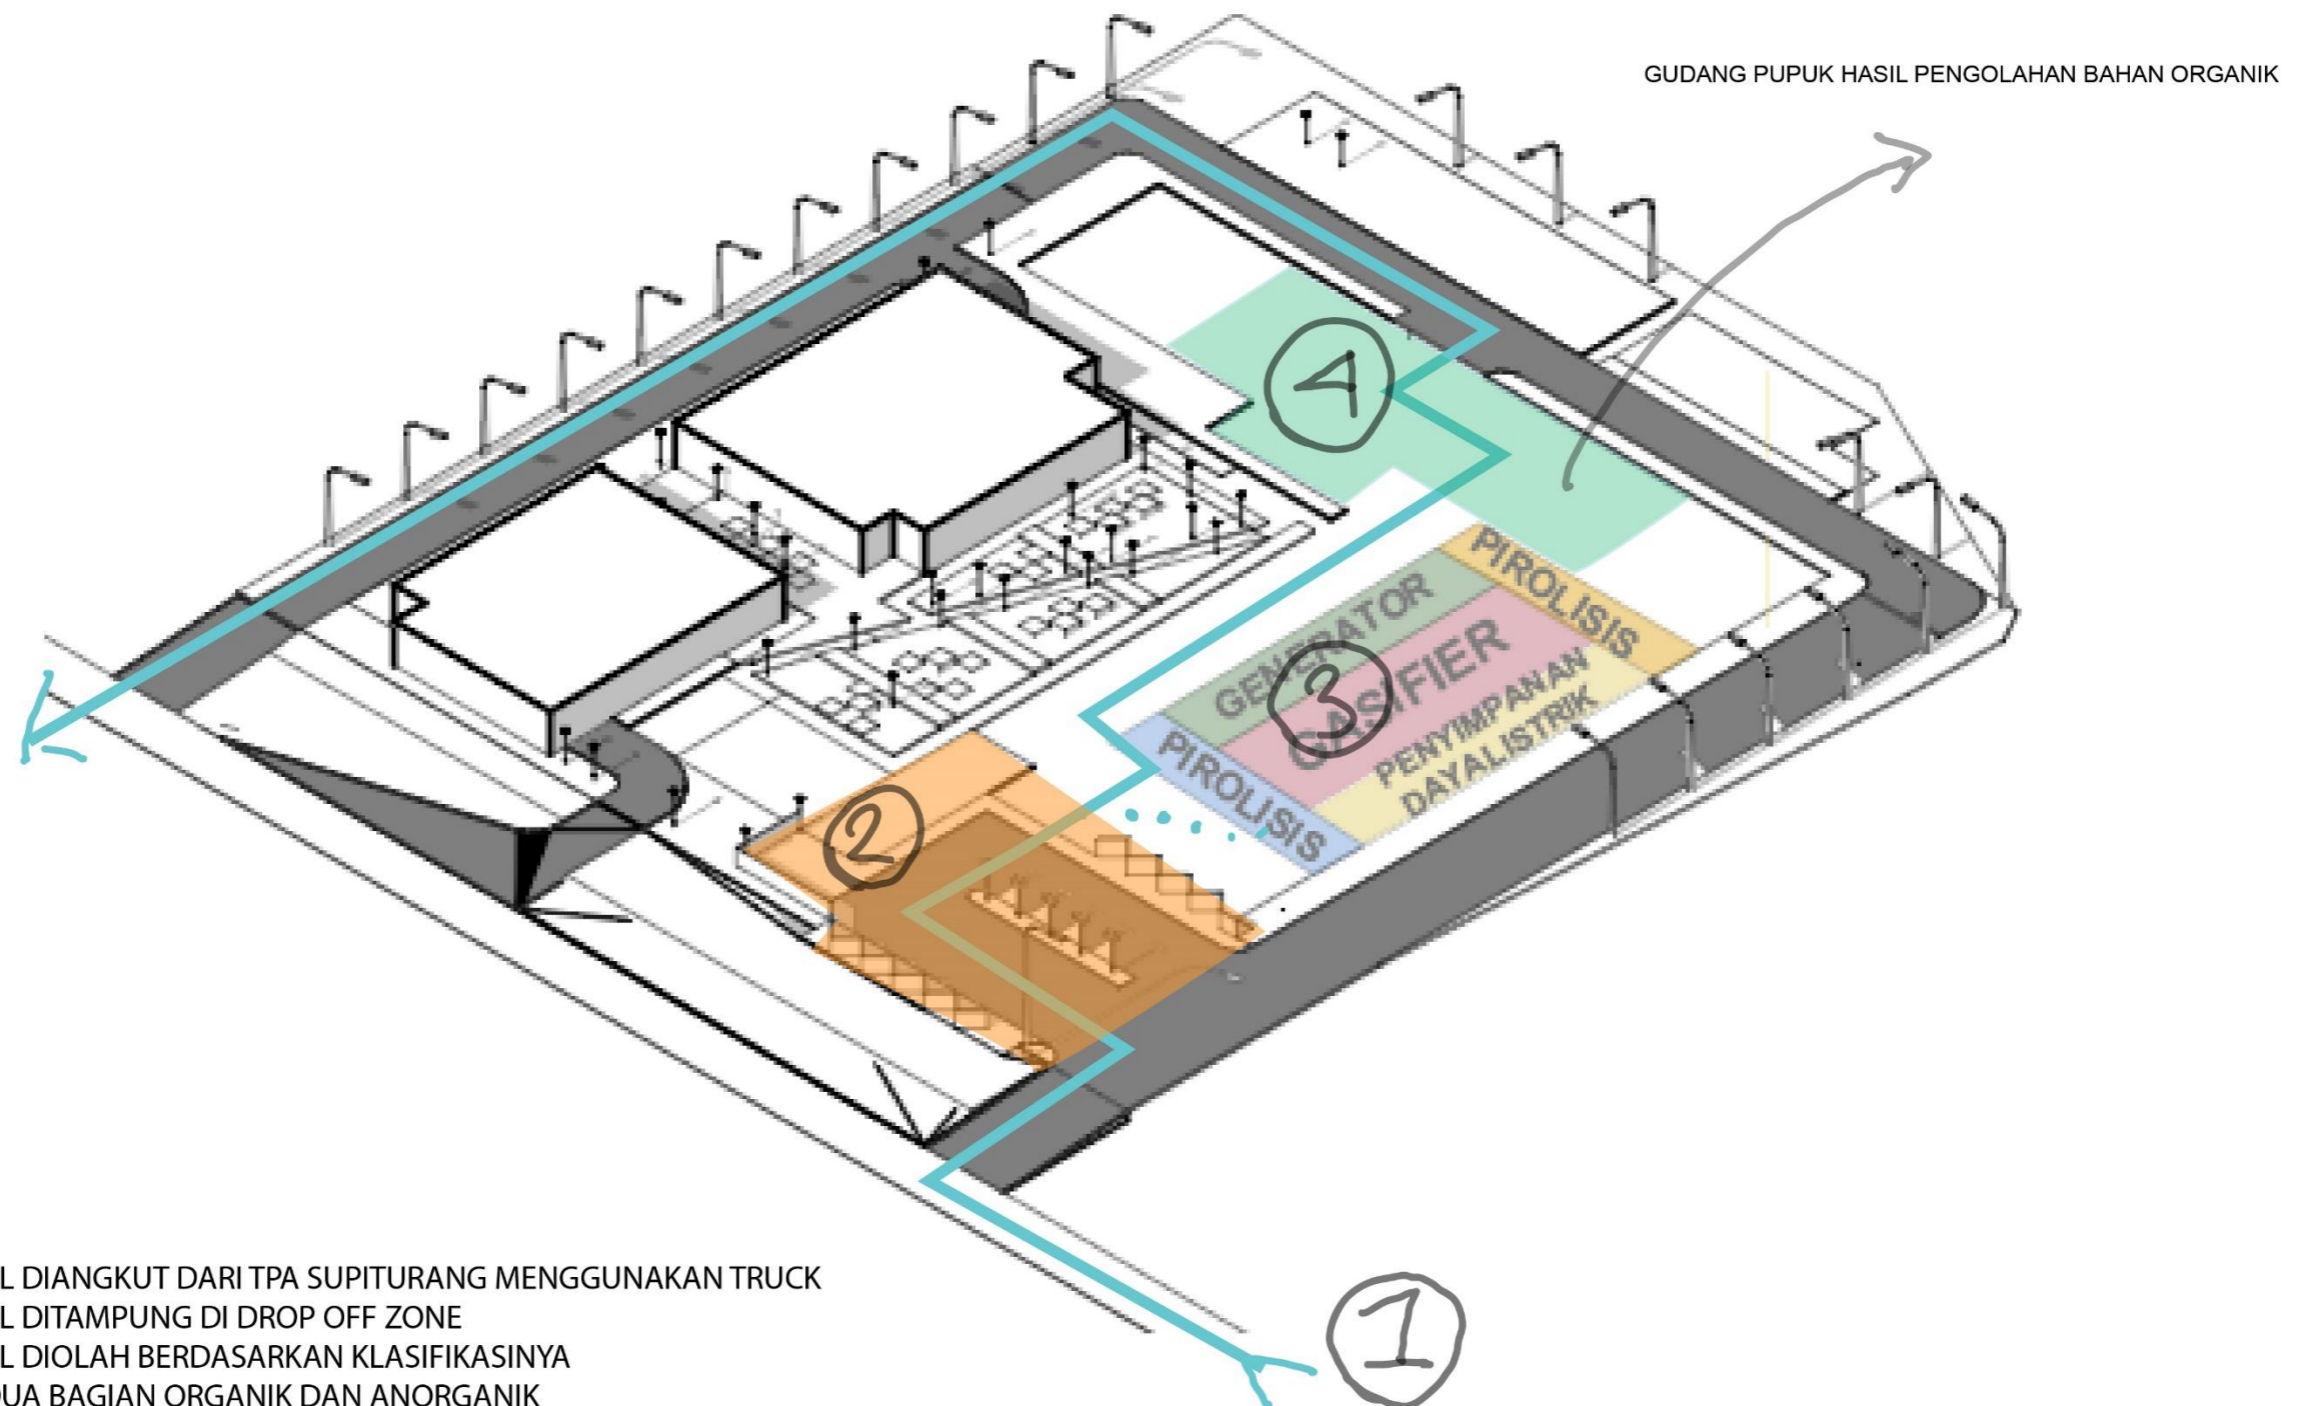 GUDANG PUPUK HASIL PENGOLAHAN BAHAN ORGANIK
4
PIROLISIS
GENERATOR
GASIFIER
3
PENYIMPANAN
DAYALISTRIK
PIROLISIS
2
1
L DIANGKUT DARI TPA SUPITURANG MENGGUNAKAN TRUCK
L DITAMPUNG DI DROP OFF ZONE
L DIOLAH BERDASARKAN KLASIFIKASINYA
BAGIAN ORGANIK DAN ANORGANIK